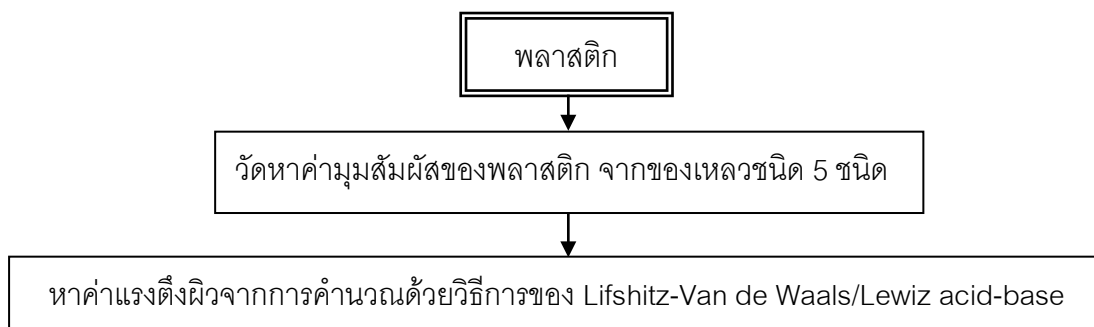 พลาสติก
วัดหาค่ามุมสัมผัสของพลาสติก จากของเหลวชนิด 5 ชนิด
หาค่าแรงตึงผิวจากการคำนวณด้วยวิธีการของ Lifshitz-Van de Waals/Lewiz acid-base